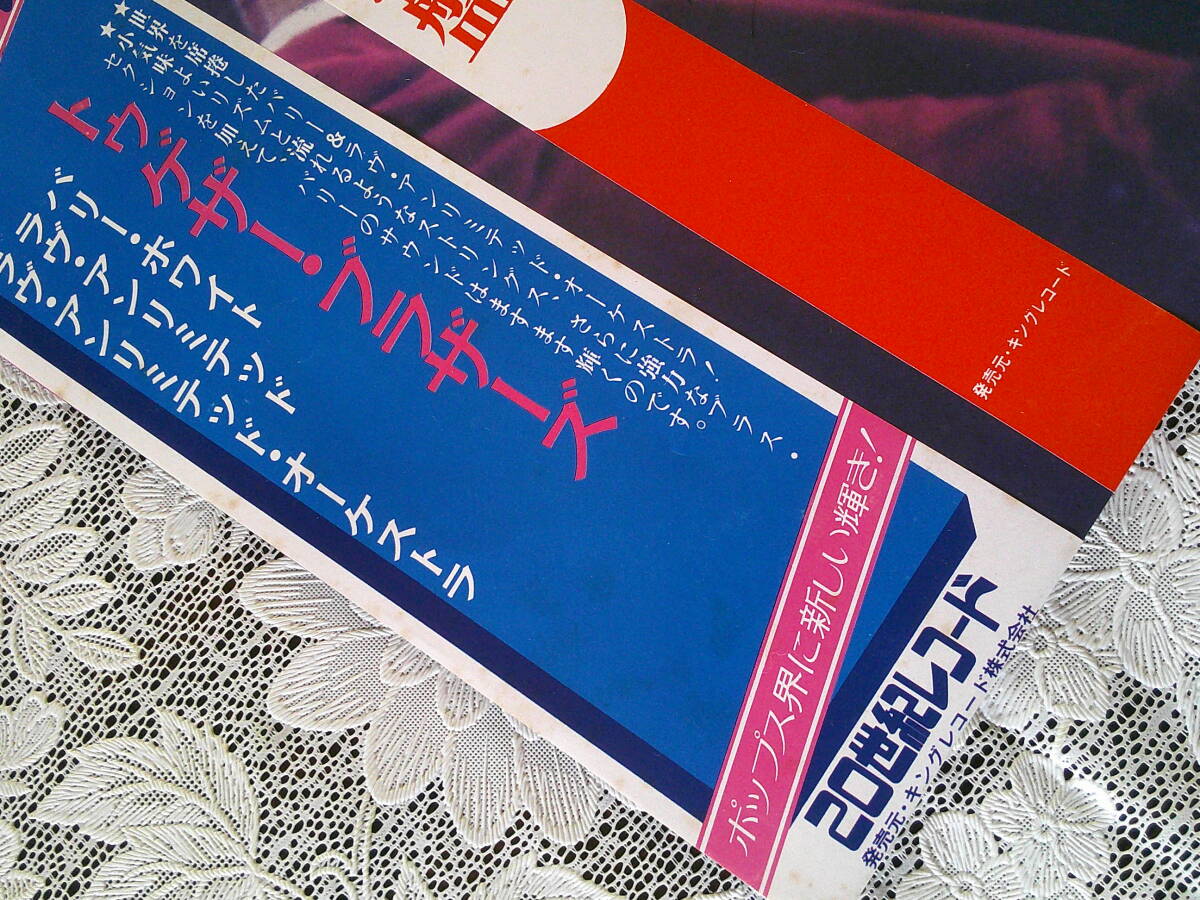 ★世界を席捲したバリー&ラヴ・アンリミテッド・オーケストラ!
★小気味よいリズムと流れるようなストリングス、さらに強力なブラス・
セクションを加えて、バリーのサウンドはますます輝くのです。
トゥゲザー・ブラザーズ
バリー・ホワイト
ラヴ・アンリミテッド
ラヴ・アンリミテッド・オーケストラ
ポップス界に新しい輝き!
20世紀レコード
発売元・キングレコード株式会社
発売元・キングレコード